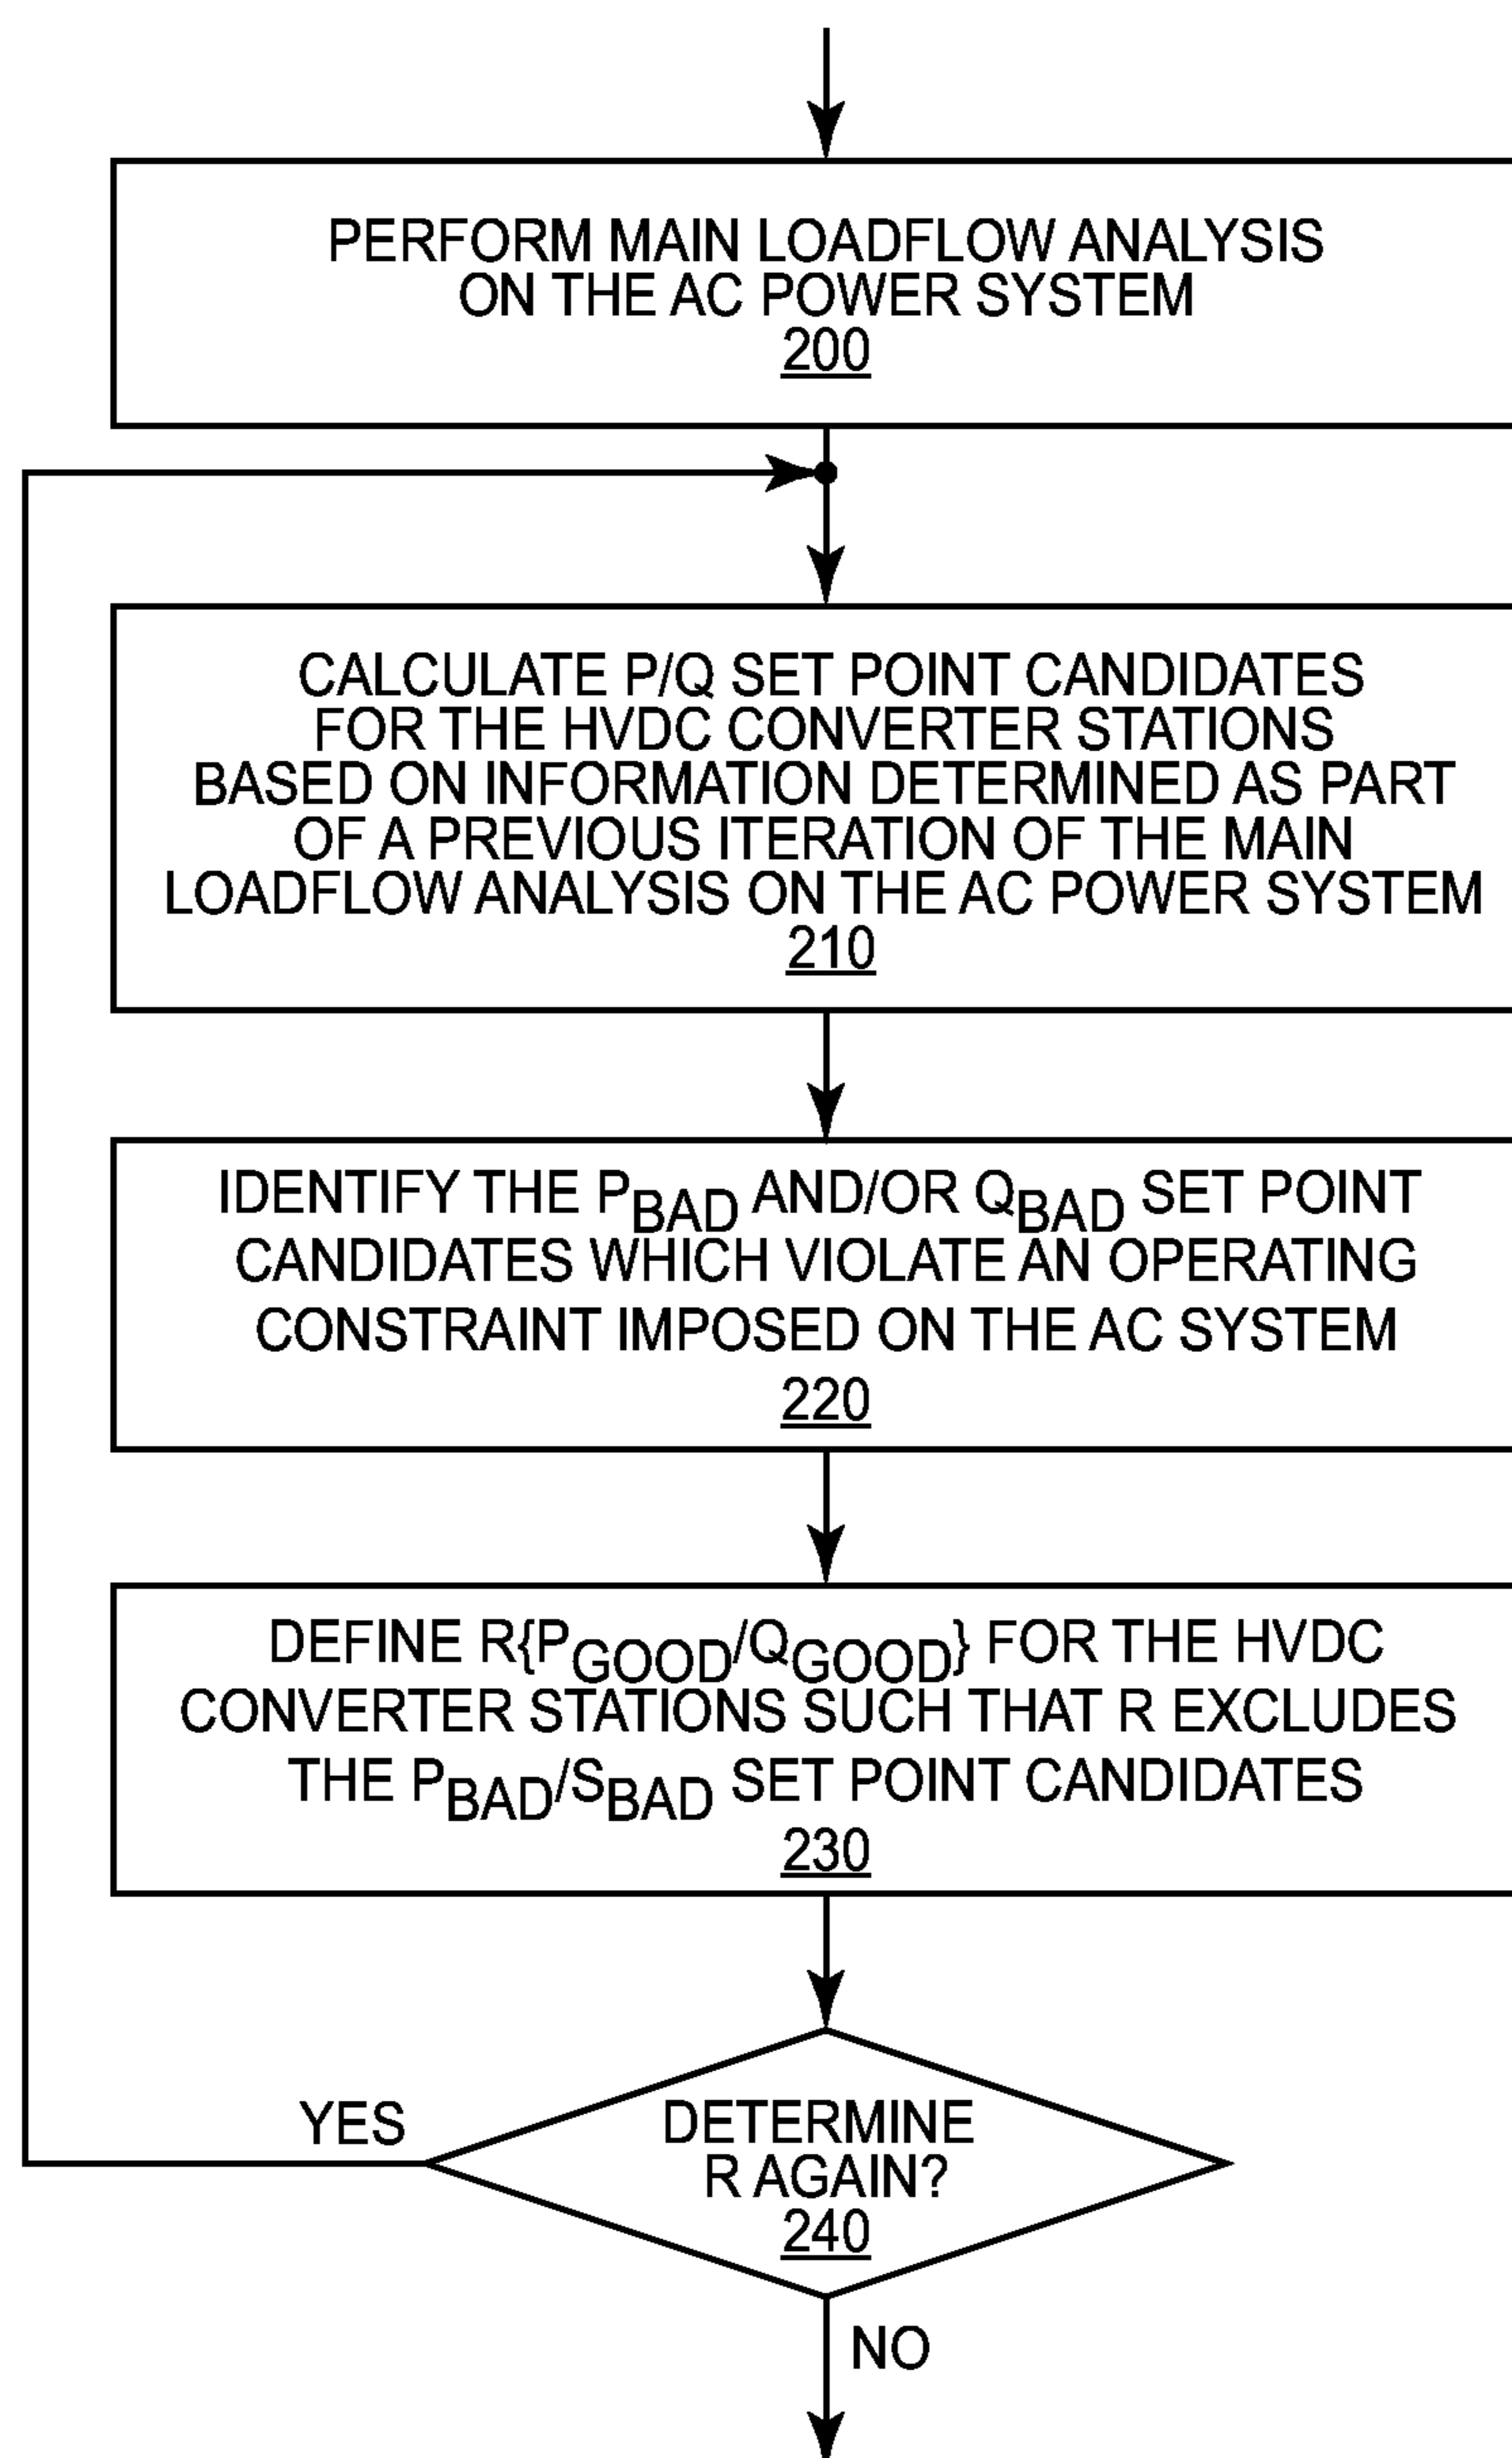 PERFORM MAIN LOADFLOW ANALYSIS
ON THE AC POWER SYSTEM
200
CALCULATE P/Q SET POINT CANDIDATES
FOR THE HVDC CONVERTER STATIONS
BASED ON INFORMATION DETERMINED AS PART
OF A PREVIOUS ITERATION OF THE MAIN
LOADFLOW ANALYSIS ON THE AC POWER SYSTEM
210
IDENTIFY THE PBAD AND/OR QBAD SET POINT
CANDIDATES WHICH VIOLATE AN OPERATING
CONSTRAINT IMPOSED ON THE AC SYSTEM
220
DEFINE R{PGOOD/QGOOD} FOR THE HVDC
CONVERTER STATIONS SUCH THAT R EXCLUDES
THE PBAD/SBAD SET POINT CANDIDATES
230
YES
DETERMINE
R AGAIN?
240
NO